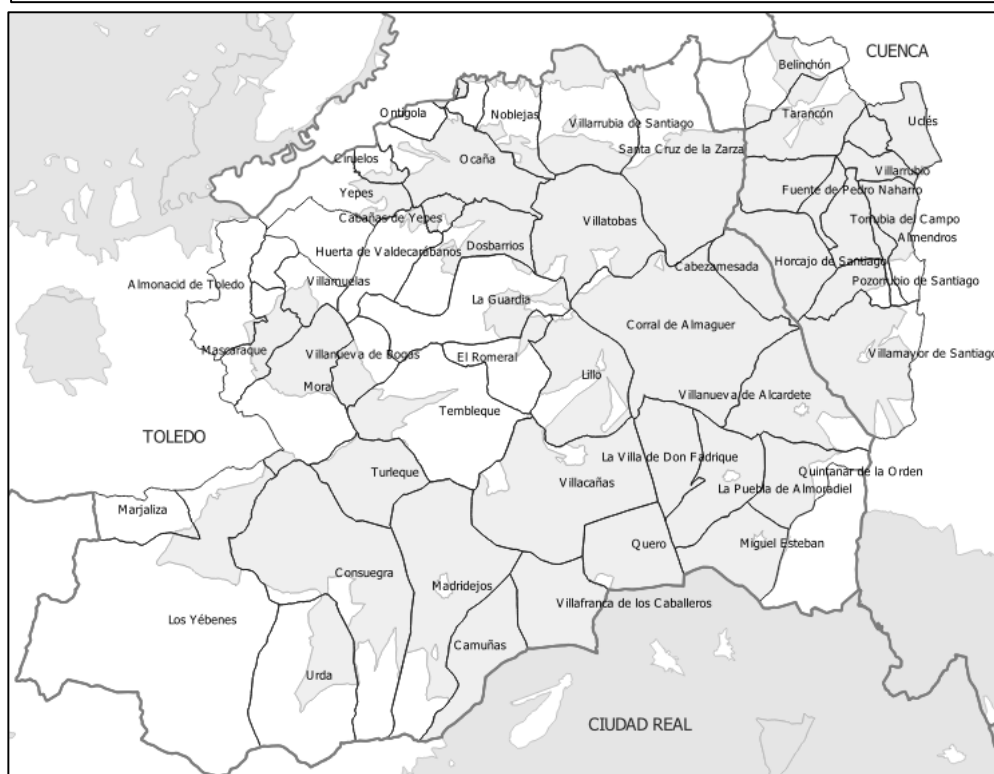 CUENCA
Belinchón
Ontígola
Noblejas
Villarrubia de Santiago
Tarancón
Uclés
Santa Cruz de la Zarza
Ciruelos
Ocaña
Villarrubio
Yepes
Fuente de Pedro Naharro
Cabañas de Yepes
Villatobas
Torrubia del Campo
Dosbarrios
Almendros
Huerta de Valdecarábanos
Cabezamesada
Horcajo de Santiago
Almonacid de Toledo
Villamuelas
Pozorrubio de Santiago
La Guardia
Corral de Almaguer
Mascaraque
Villanueva de Bogas
El Romeral
Villamayor de Santiago
Mora
Lillo
Villanueva de Alcardete
Tembleque
TOLEDO
La Villa de Don Fadrique
Turleque
Villacañas
Quintanar de la Orden
La Puebla de Almoradiel
Marjaliza
Quero
Miguel Esteban
Consuegra
Madridejos
Villafranca de los Caballeros
Los Yébenes
Camuñas
Urda
CIUDAD REAL